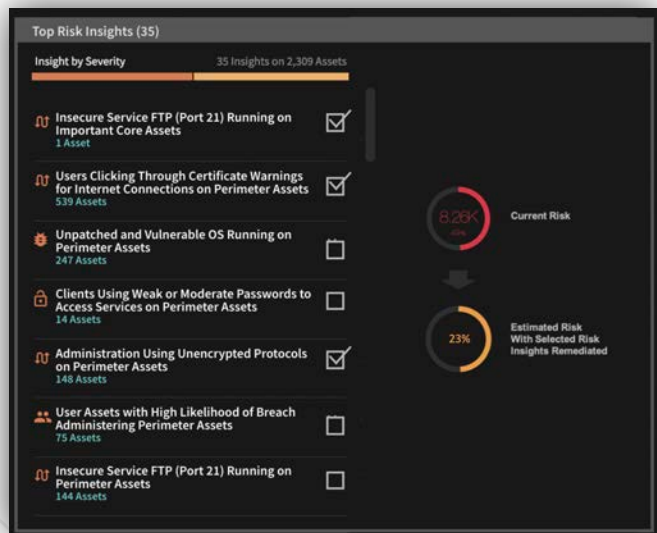 Top Risk Insights (35)
Insight by Severity
35 Insights on 2,309 Assets
Insecure Service FTP (Port 21) Running on
Important Core Assets
1 Asset
Users Clicking Through Certificate Warnings
for Internet Connections on Perimeter Assets
539 Assets
Unpatched and Vulnerable OS Running on
Perimeter Assets
247 Assets
Clients Using Weak or Moderate Passwords to
Access Services on Perimeter Assets
14 Assets
Administration Using Unencrypted Protocols
on Perimeter Assets
148 Assets
User Assets with High Likelihood of Breach
Administering Perimeter Assets
75 Assets
Insecure Service FTP (Port 21) Running on
Perimeter Assets
144 Assets
8.26K
Current Risk
23%
Estimated Risk
With Selected Risk
Insights Remediated